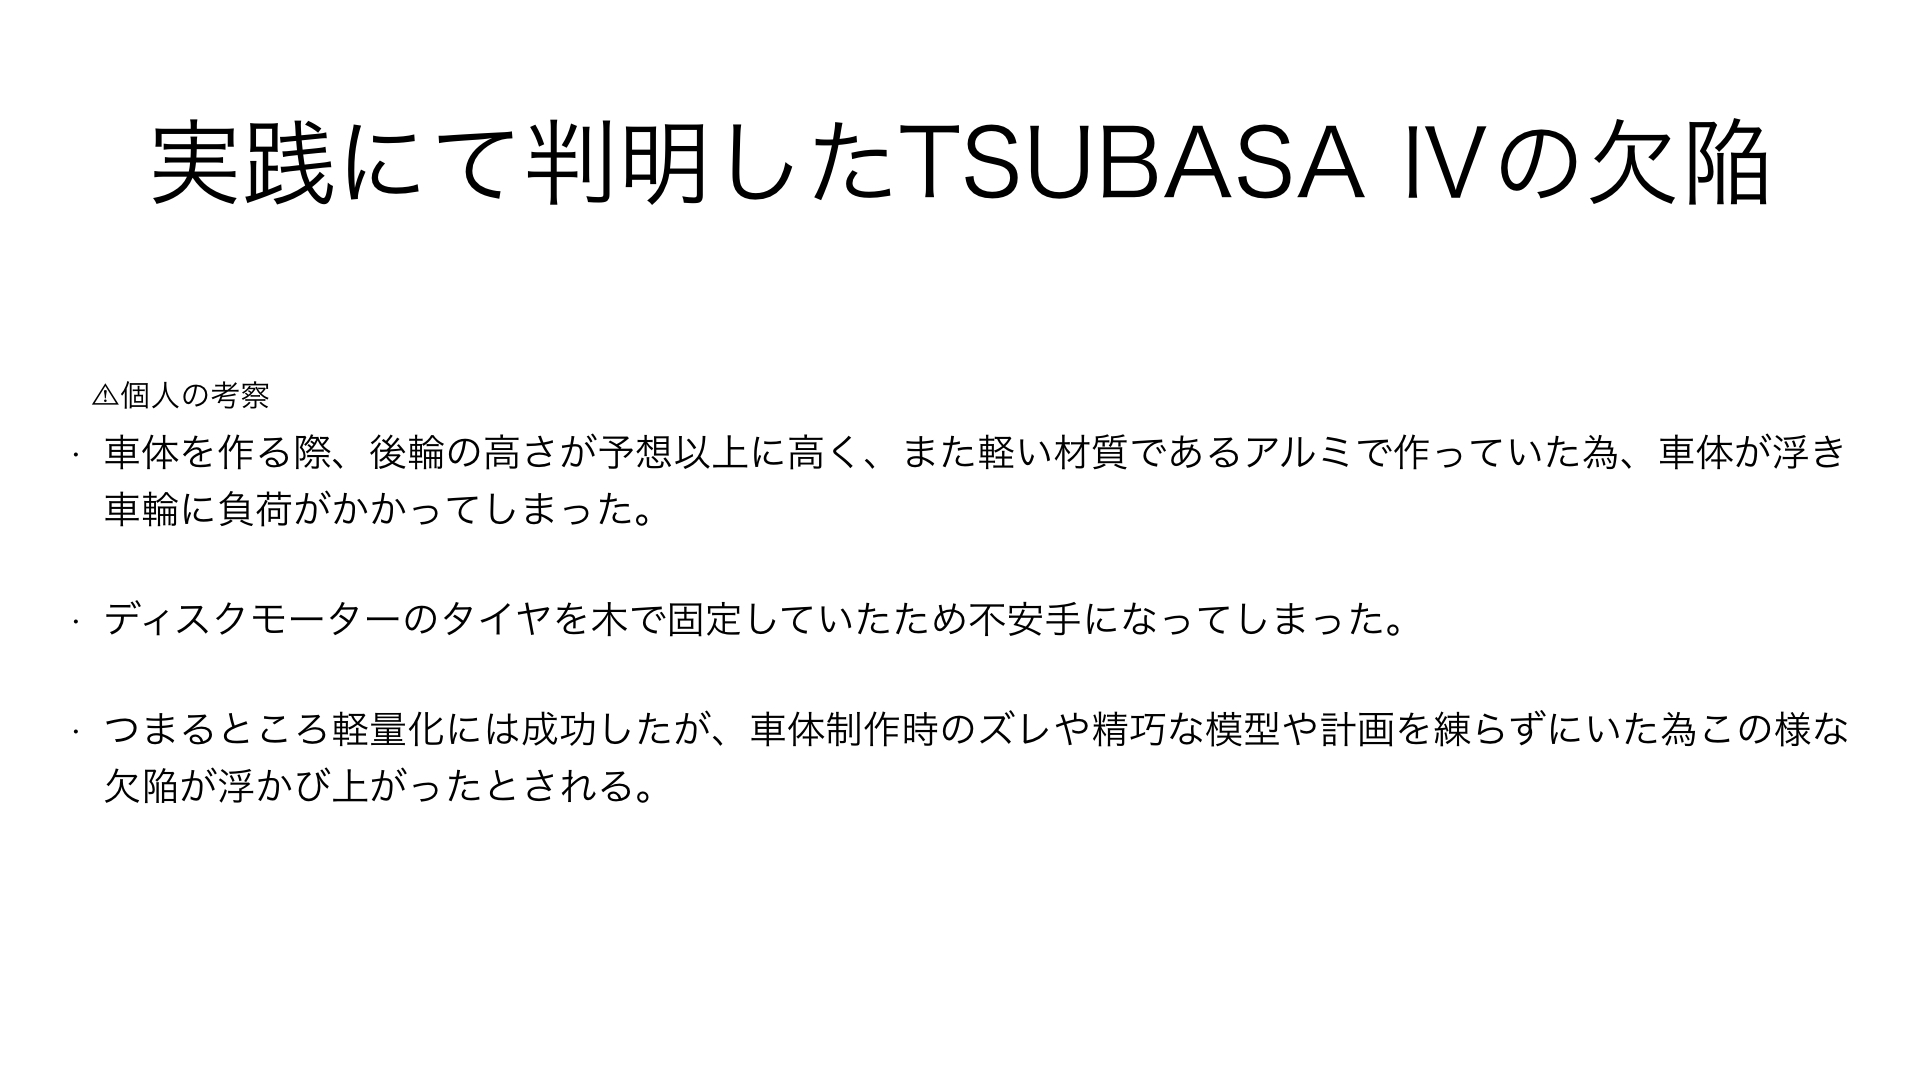 実践にて判明したTSUBASA Ⅳの欠陥
⚠個人の考察
· 車体を作る際、後輪の高さが予想以上に高く、また軽い材質であるアルミで作っていた為、車体が浮き
車輪に負荷がかかってしまった。
· ディスクモーターのタイヤを木で固定していたため不安手になってしまった。
· つまるところ軽量化には成功したが、車体制作時のズレや精巧な模型や計画を練らずにいた為この様な
欠陥が浮かび上がったとされる。